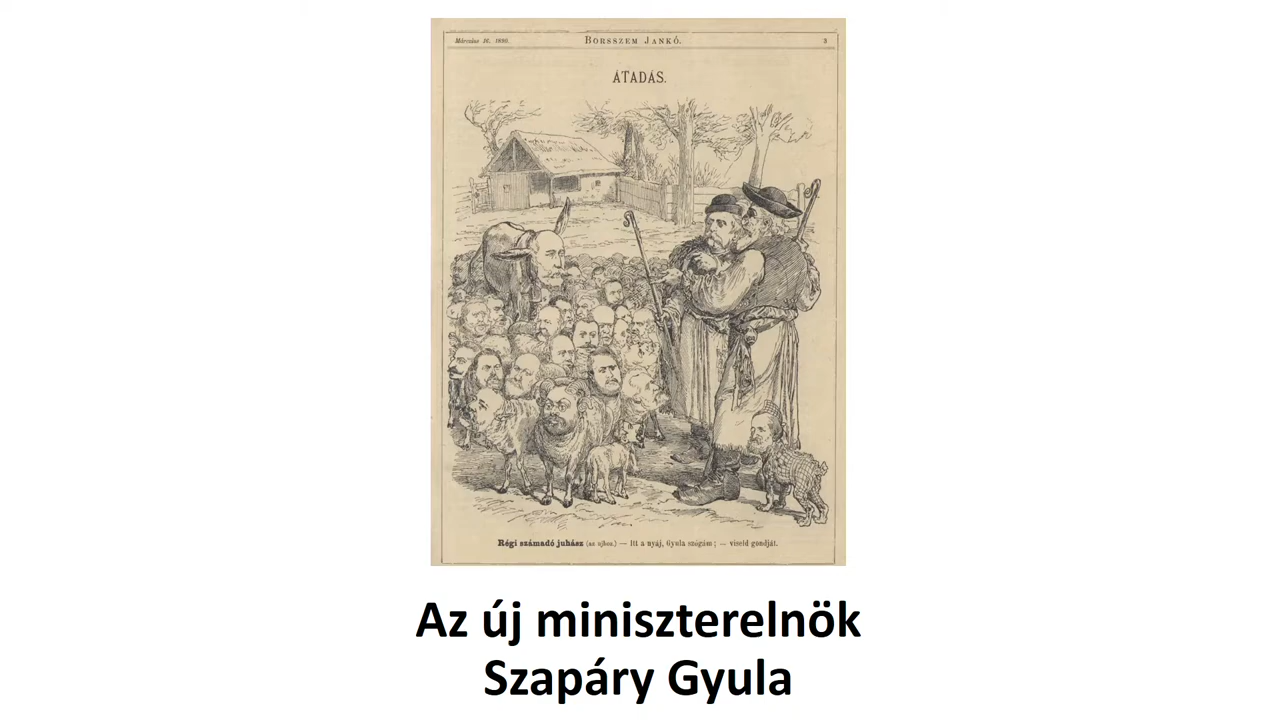 Márczius 16. 1890. BORSSZEM JANKÓ. 3
ÁTADÁS.
Régi számadó juhász (az ujhoz.) — Itt a nyáj, Gyula szógám; — viseld gondját.
Az új miniszterelnök
Szapáry Gyula